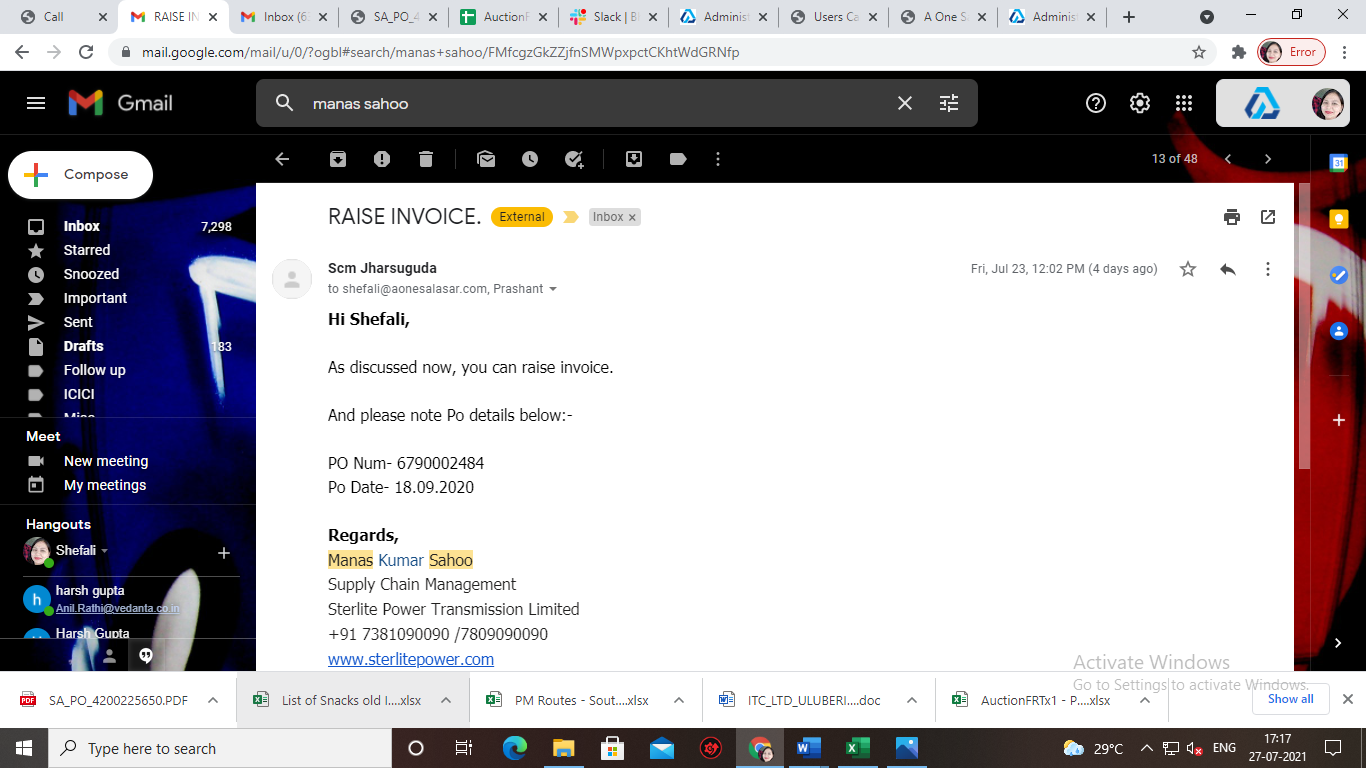 Call
RAISE IN
Inbox (6
SA_PO_4
AuctionF
Slack | B
Administ
Users Ca
A One S
Administ
mail.google.com/mail/u/0/?ogbl#search/manas+sahoo/FMfcgzGkZZjfnSMWpxpctCKhtWdGRNfp
Error
Gmail
manas sahoo
Compose
13 of 48
31
Inbox 7,298
Starred
Snoozed
Important
Sent
Drafts 183
Follow up
ICICI
Misc
Meet
New meeting
My meetings
Hangouts
Shefali
h
harsh gupta
Anil.Rathi@vedanta.co.in
Harsh Gupta
RAISE INVOICE. External Inbox x
Scm Jharsuguda
Fri, Jul 23, 12:02 PM (4 days ago)
to shefali@aonesalasar.com, Prashant
Hi Shefali,
As discussed now, you can raise invoice.
And please note Po details below:-
PO Num- 6790002484
Po Date- 18.09.2020
Regards,
Manas Kumar Sahoo
Supply Chain Management
Sterlite Power Transmission Limited
+91 7381090090 /7809090090
www.sterlitepower.com
Activate Windows
Go to Settings to activate Windows.
PDF
SA_PO_4200225650.PDF
List of Snacks old I....xlsx
PM Routes - Sout....xlsx
ITC_LTD_ULUBERI....doc
AuctionFRTx1 - P....xlsx
Show all
Type here to search
29°C
ENG
17:17
27-07-2021